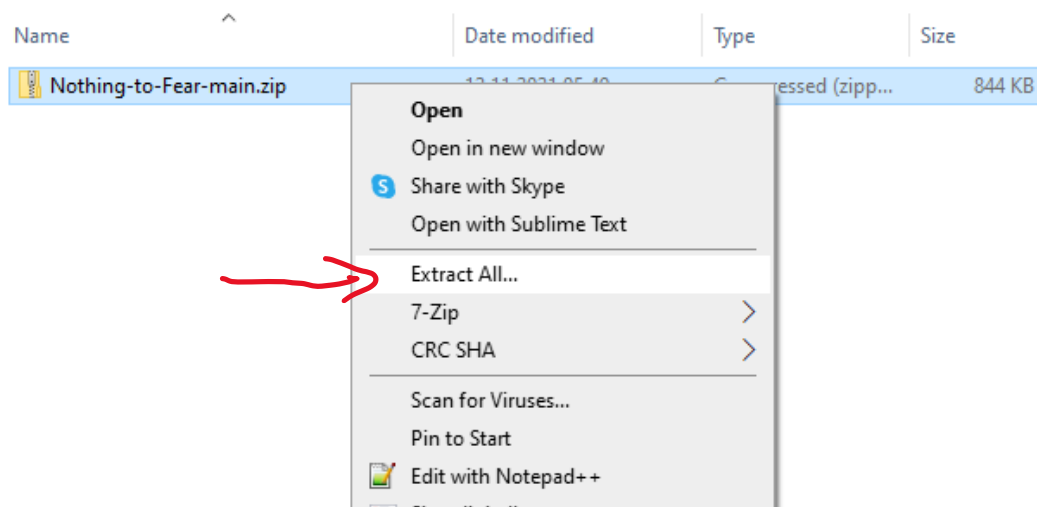 Name Date modified Type Size
Nothing-to-Fear-main.zip essed (zipp... 844 KB
Open
Open in new window
Share with Skype
Open with Sublime Text
Extract All...
7-Zip
CRC SHA
Scan for Viruses...
Pin to Start
Edit with Notepad++